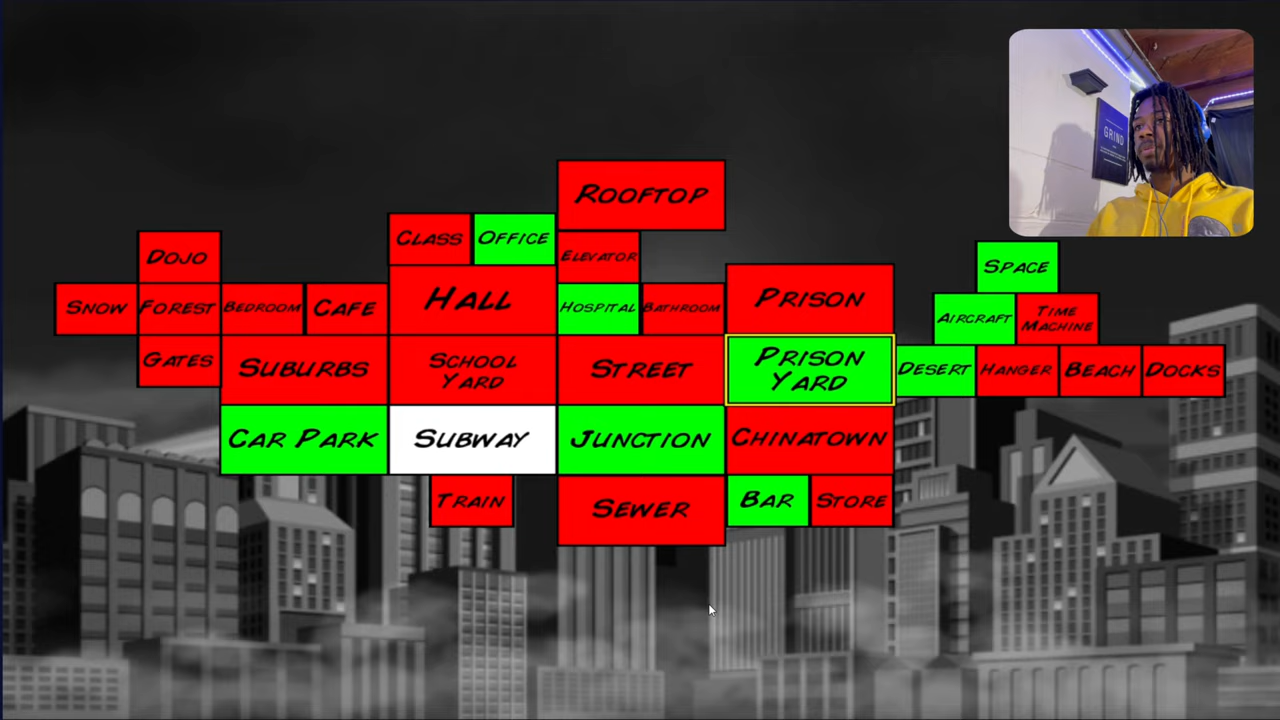 Rooftop
Class
Office
Dojo
Elevator
Space
Snow
Forest
Bedroom
Cafe
Hall
Hospital
Bathroom
Prison
Aircraft
Time
Machine
Gates
Suburbs
School
Yard
Street
Prison
Yard
Desert
Hanger
Beach
Docks
Car Park
Subway
Junction
Chinatown
Train
Sewer
Bar
Store
GRIND